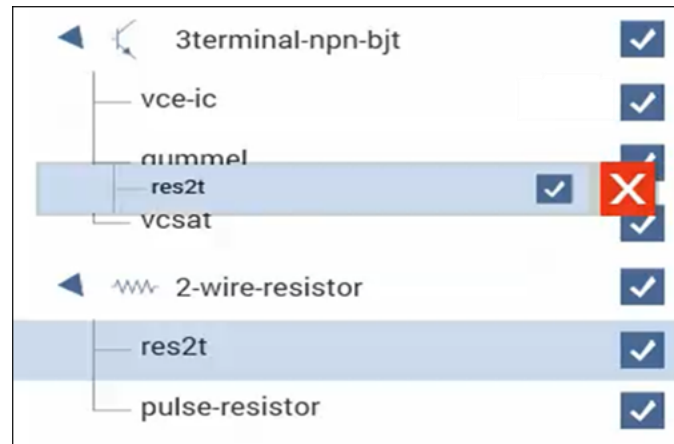 3terminal-npn-bjt
vce-ic
gummel
res2t
vcsat
2-wire-resistor
res2t
pulse-resistor